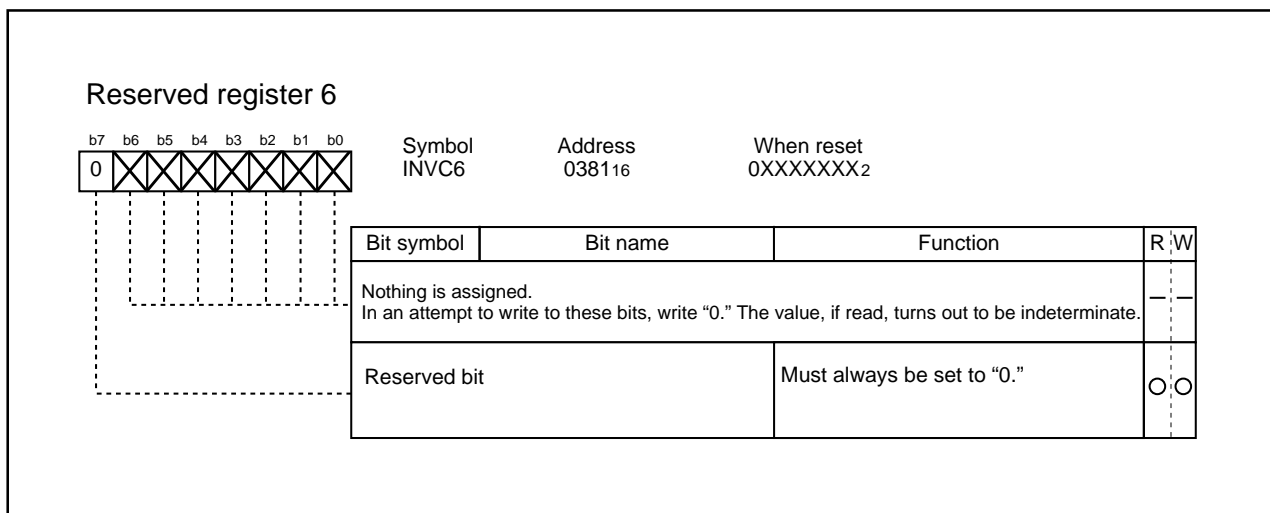 Reserved register 6
b7 b6 b5 b4 b3 b2 b1 b0
0
Symbol Address When reset
INVC6 038116 0XXXXXXX2
Bit symbol Bit name Function R W
Nothing is assigned.
In an attempt to write to these bits, write “0.” The value, if read, turns out to be indeterminate.
– –
Reserved bit Must always be set to “0.” O O